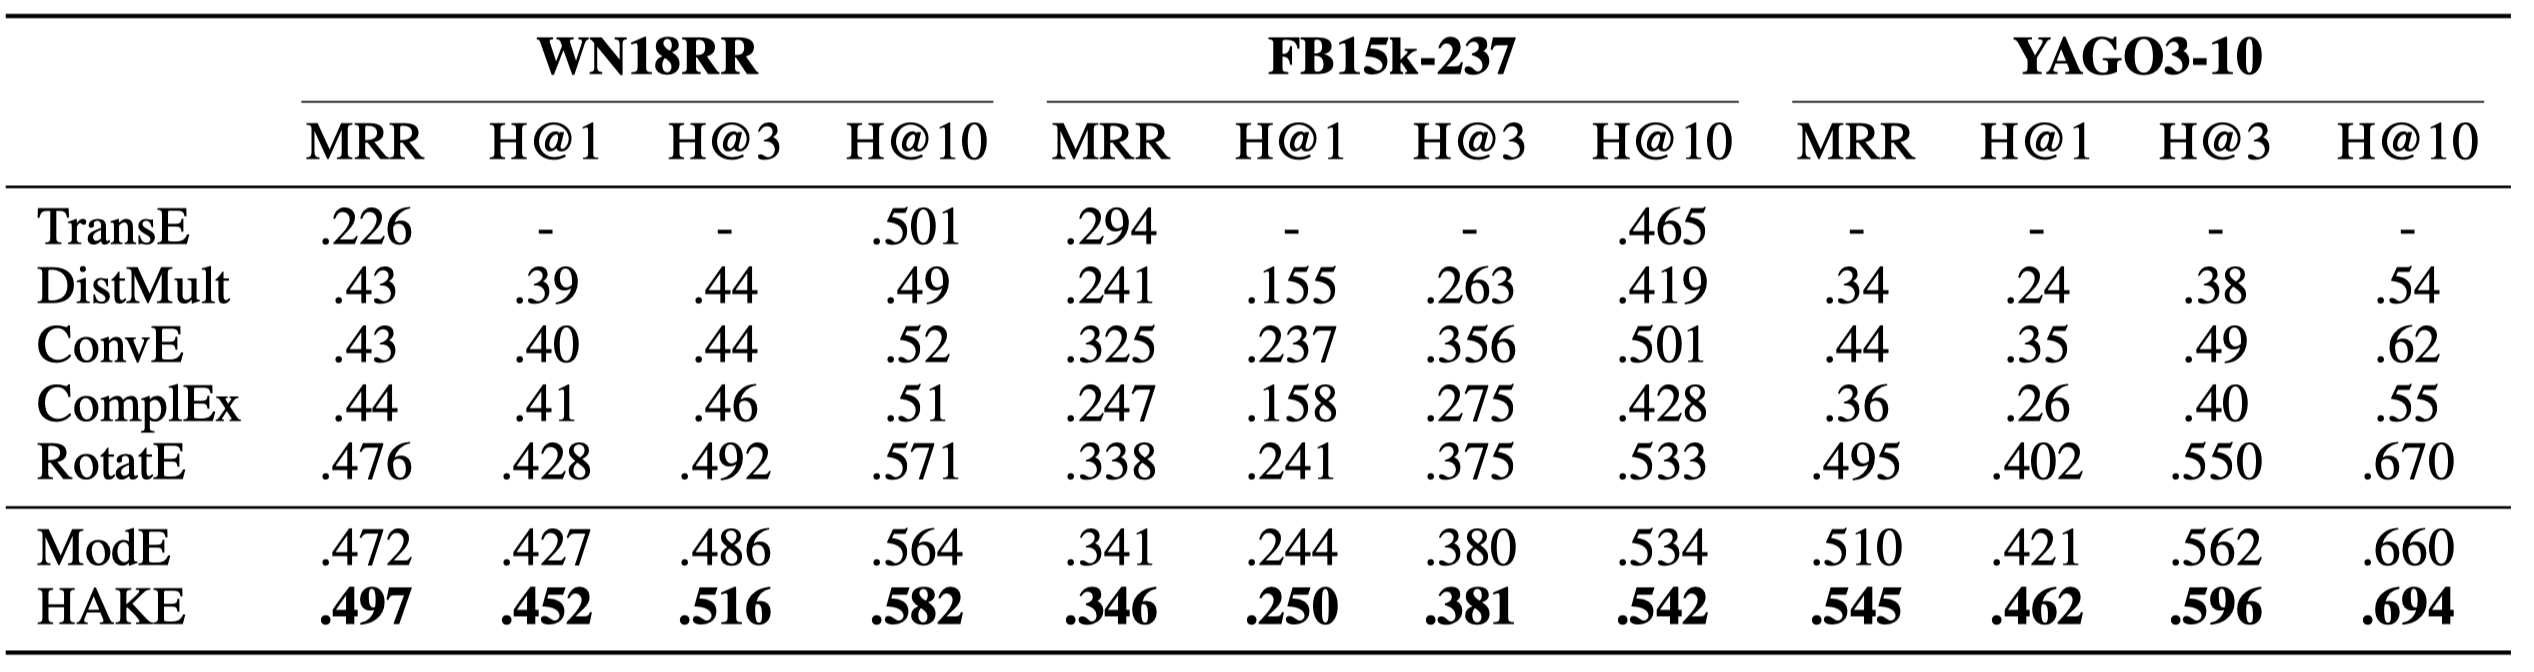 WN18RR FB15k-237 YAGO3-10
MRR H@1 H@3 H@10 MRR H@1 H@3 H@10 MRR H@1 H@3 H@10
TransE .226 - - .501 .294 - - .465 - - - -
DistMult .43 .39 .44 .49 .241 .155 .263 .419 .34 .24 .38 .54
ConvE .43 .40 .44 .52 .325 .237 .356 .501 .44 .35 .49 .62
ComplEx .44 .41 .46 .51 .247 .158 .275 .428 .36 .26 .40 .55
RotatE .476 .428 .492 .571 .338 .241 .375 .533 .495 .402 .550 .670
ModE .472 .427 .486 .564 .341 .244 .380 .534 .510 .421 .562 .660
HAKE .497 .452 .516 .582 .346 .250 .381 .542 .545 .462 .596 .694